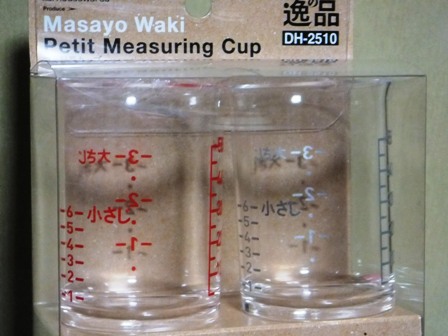 Produce
Masayo Waki
Petit Measuring Cup
の
逸品
DH-2510
大さじ
-3-
-2-
-1-
小さじ
6-
5-
4-
3-
2-
1-
大さじ
-3-
-2-
-1-
小さじ
6-
5-
4-
3-
2-
1-